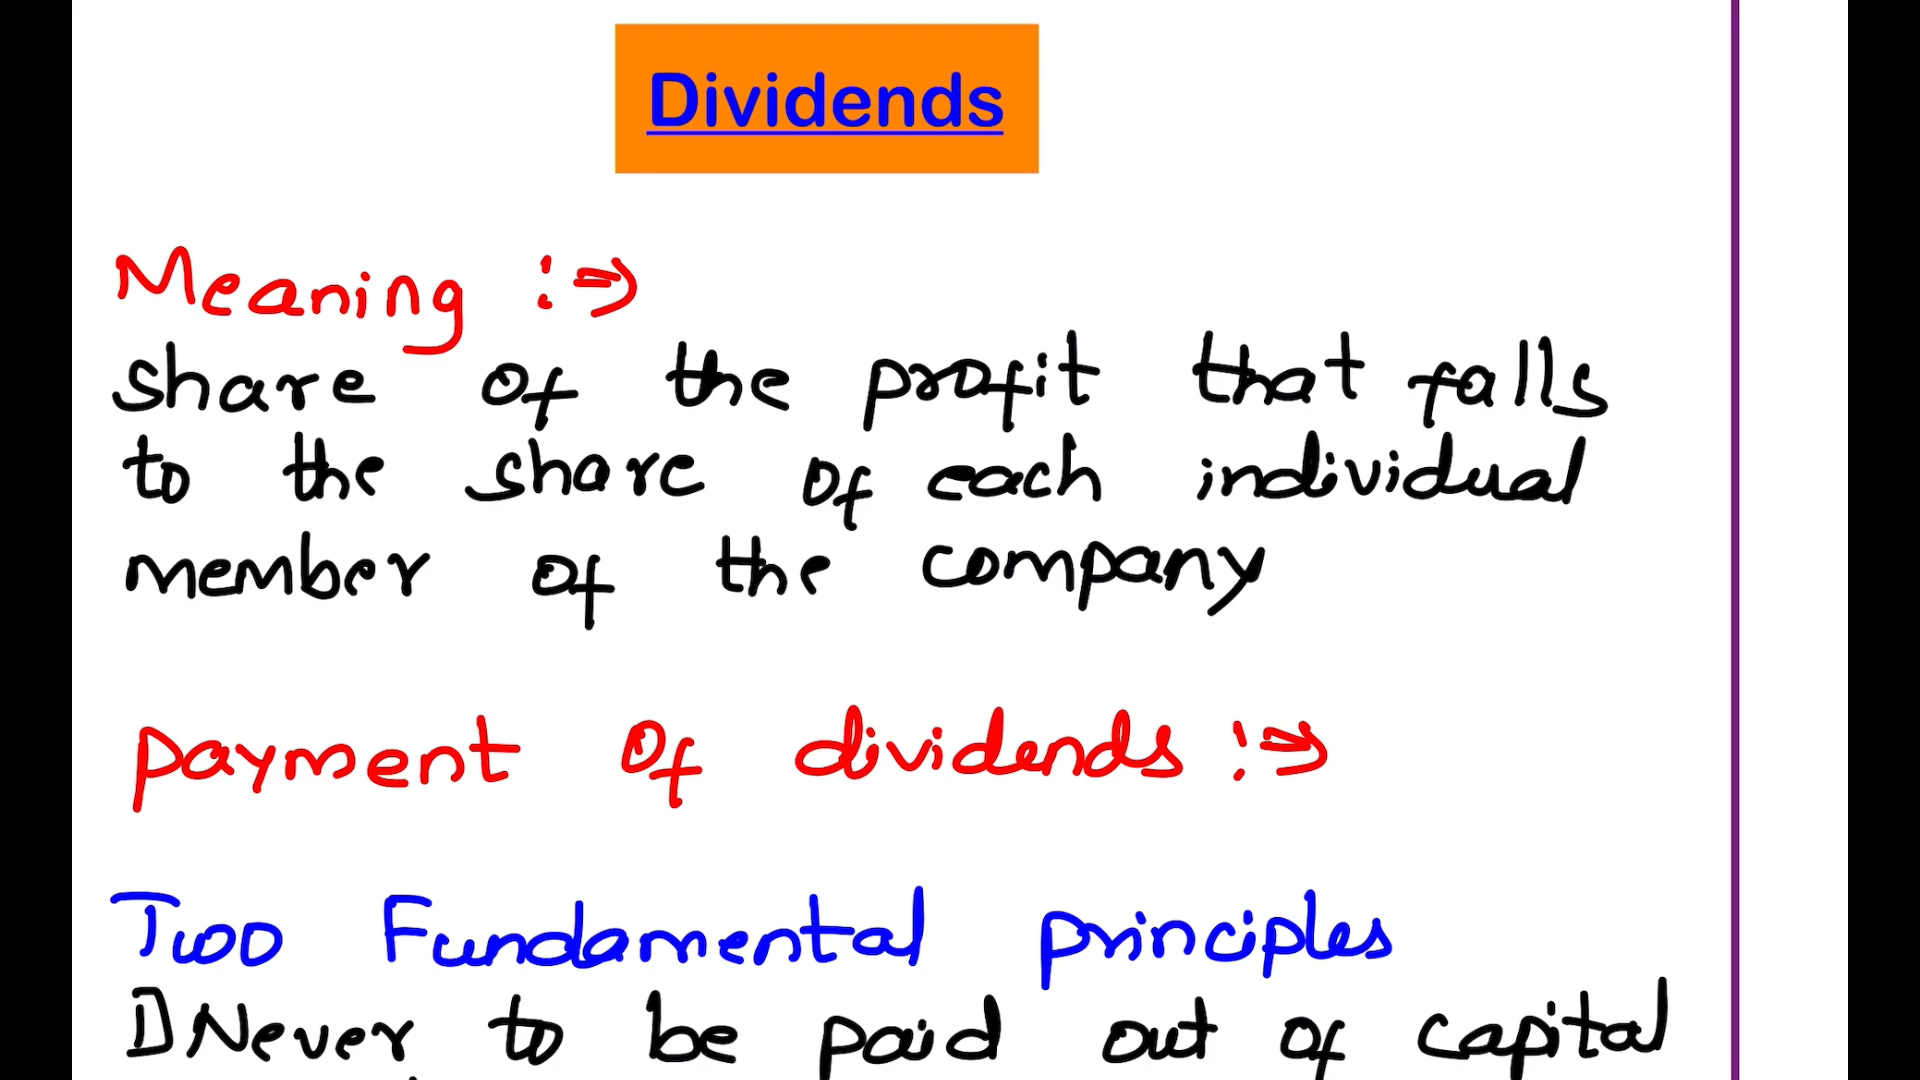 Dividends
Meaning :⇒
share of the profit that falls
to the share of each individual
member of the company
payment of dividends :⇒
Two Fundamental principles
1) Never to be paid out of capital